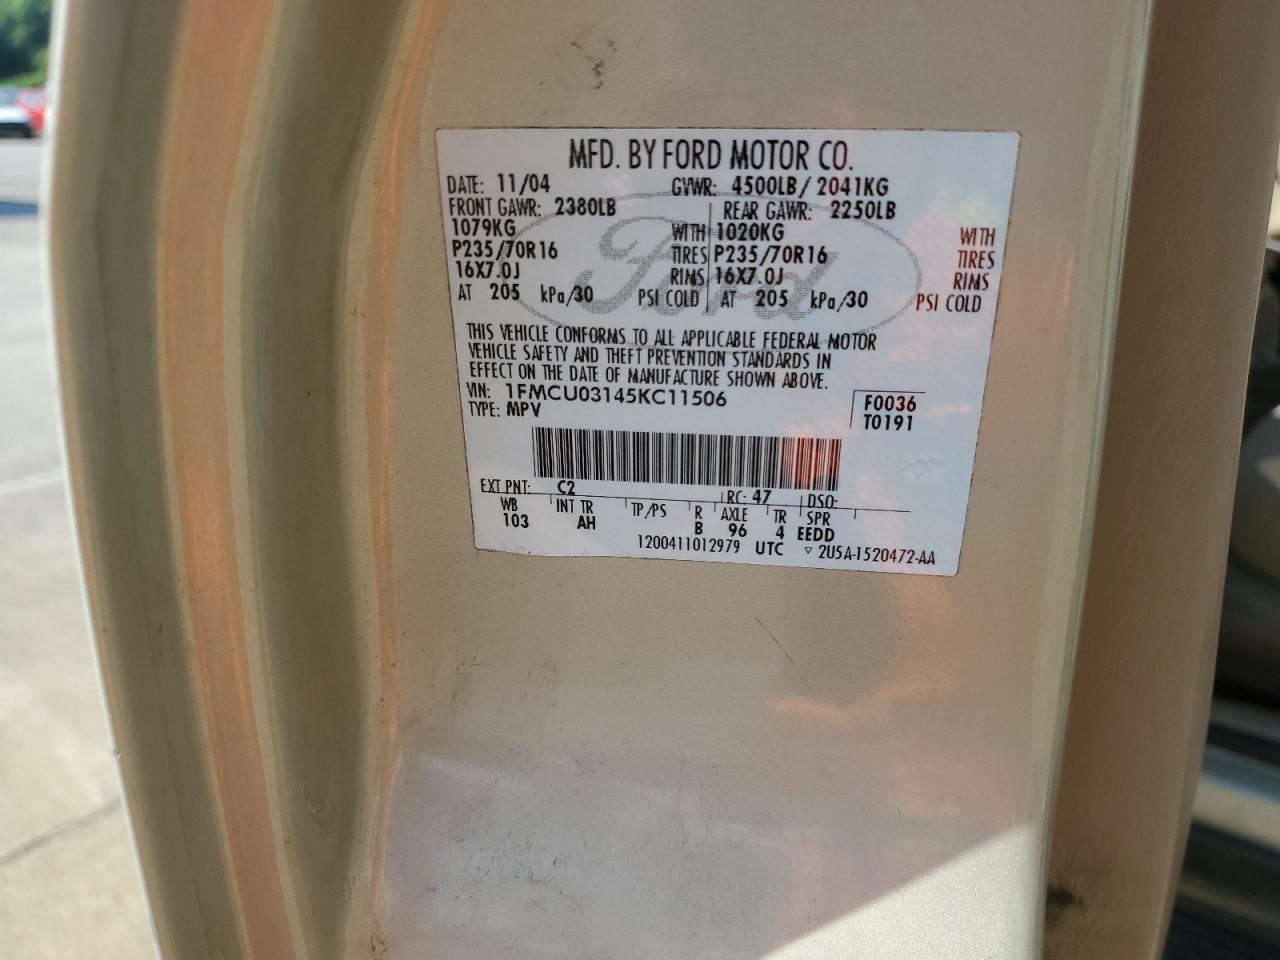 MFD. BY FORD MOTOR CO.
DATE: 11/04 GVWR: 4500LB/ 2041KG
FRONT GAWR: 2380LB REAR GAWR: 2250LB
1079KG WITH 1020KG WITH
P235/70R16 TIRES P235/70R16 TIRES
16X7.0J RIMS 16X7.0J RIMS
AT 205 kPa/30 PSI COLD AT 205 kPa/30 PSI COLD
Ford
THIS VEHICLE CONFORMS TO ALL APPLICABLE FEDERAL MOTOR
VEHICLE SAFETY AND THEFT PREVENTION STANDARDS IN
EFFECT ON THE DATE OF MANUFACTURE SHOWN ABOVE.
VIN: 1FMCU03145KC11506 F0036
TYPE: MPV T0191
EXT PNT: C2 RC: 47 DSO:
WB INT TR TP/PS R AXLE TR SPR
103 AH B 96 4 EEDD
1200411012979 UTC ▽ 2U5A-1520472-AA